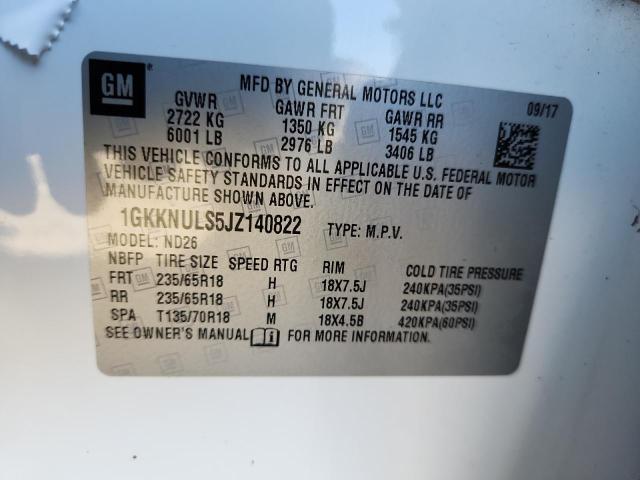 GM
MFD BY GENERAL MOTORS LLC
09/17
GVWR GAWR FRT GAWR RR
2722 KG 1350 KG 1545 KG
6001 LB 2976 LB 3406 LB
THIS VEHICLE CONFORMS TO ALL APPLICABLE U.S. FEDERAL MOTOR
VEHICLE SAFETY STANDARDS IN EFFECT ON THE DATE OF
MANUFACTURE SHOWN ABOVE.
1GKKNULS5JZ140822 TYPE: M.P.V.
MODEL: ND26
NBFP TIRE SIZE SPEED RTG RIM COLD TIRE PRESSURE
FRT 235/65R18 H 18X7.5J 240KPA(35PSI)
RR 235/65R18 H 18X7.5J 240KPA(35PSI)
SPA T135/70R18 M 18X4.5B 420KPA(60PSI)
SEE OWNER'S MANUAL FOR MORE INFORMATION.